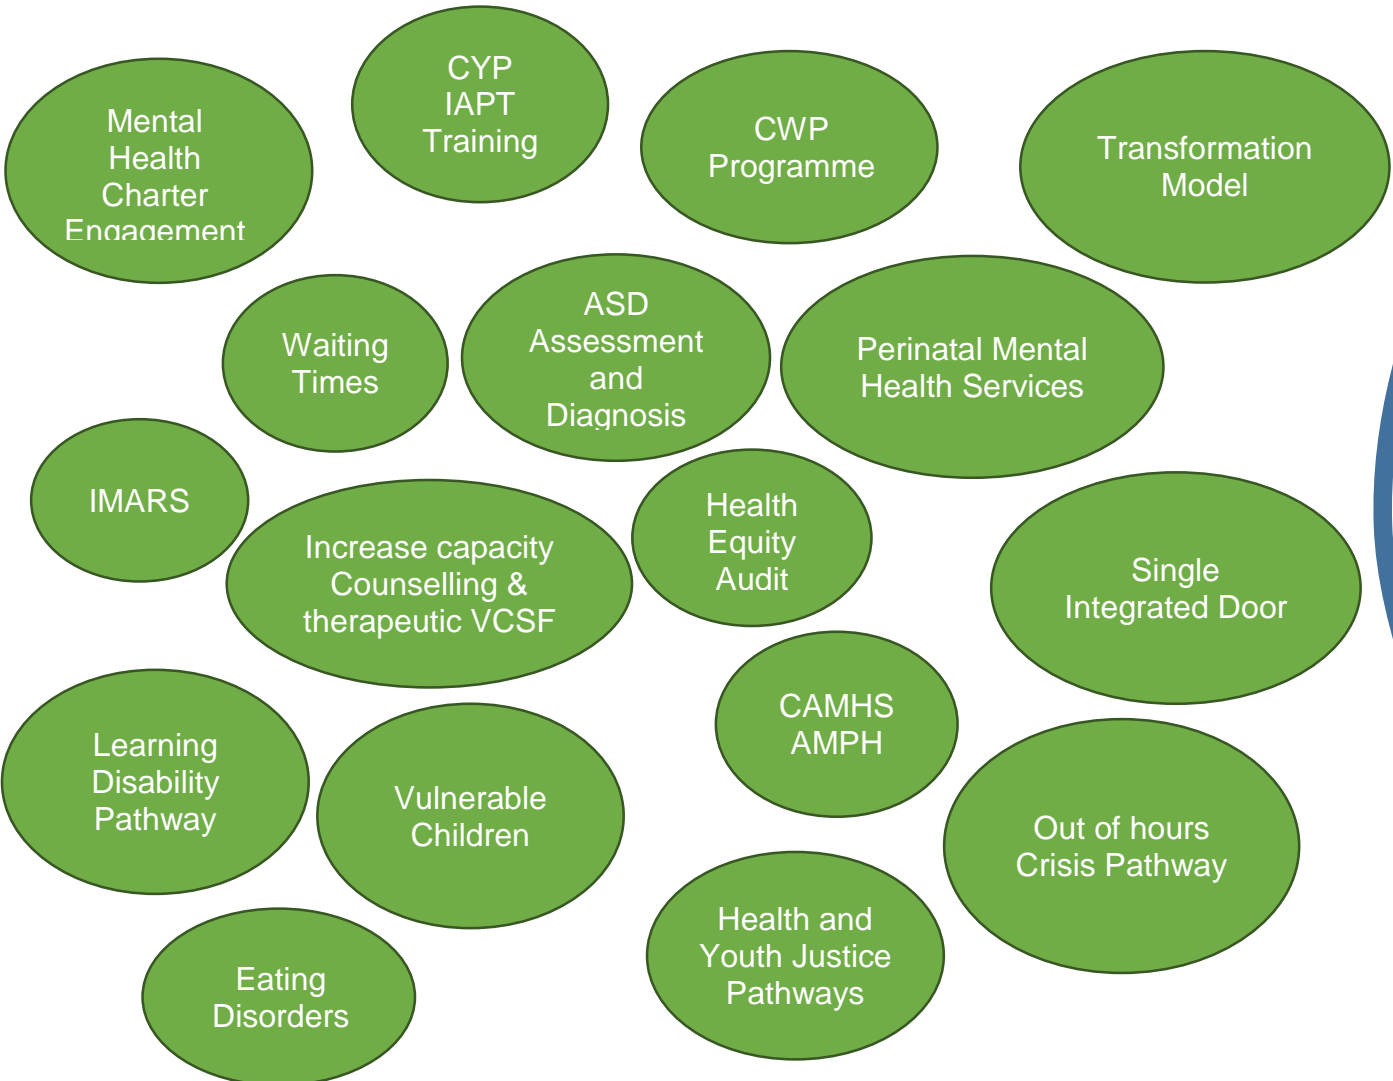 Mental
Health
Charter
Engagement
CYP
IAPT
Training
CWP
Programme
Transformation
Model
Waiting
Times
ASD
Assessment
and
Diagnosis
Perinatal Mental
Health Services
IMARS
Increase capacity
Counselling &
therapeutic VCSF
Health
Equity
Audit
Single
Integrated Door
Learning
Disability
Pathway
Vulnerable
Children
CAMHS
AMPH
Out of hours
Crisis Pathway
Eating
Disorders
Health and
Youth Justice
Pathways